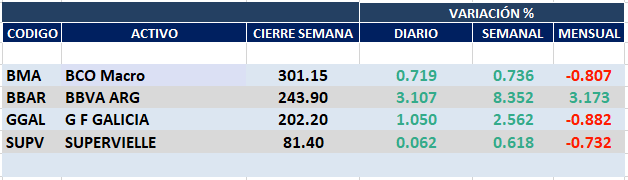 VARIACIÓN %
CODIGO ACTIVO CIERRE SEMANA DIARIO SEMANAL MENSUAL
BMA BCO Macro 301.15 0.719 0.736 -0.807
BBAR BBVA ARG 243.90 3.107 8.352 3.173
GGAL G F GALICIA 202.20 1.050 2.562 -0.882
SUPV SUPERVIELLE 81.40 0.062 0.618 -0.732